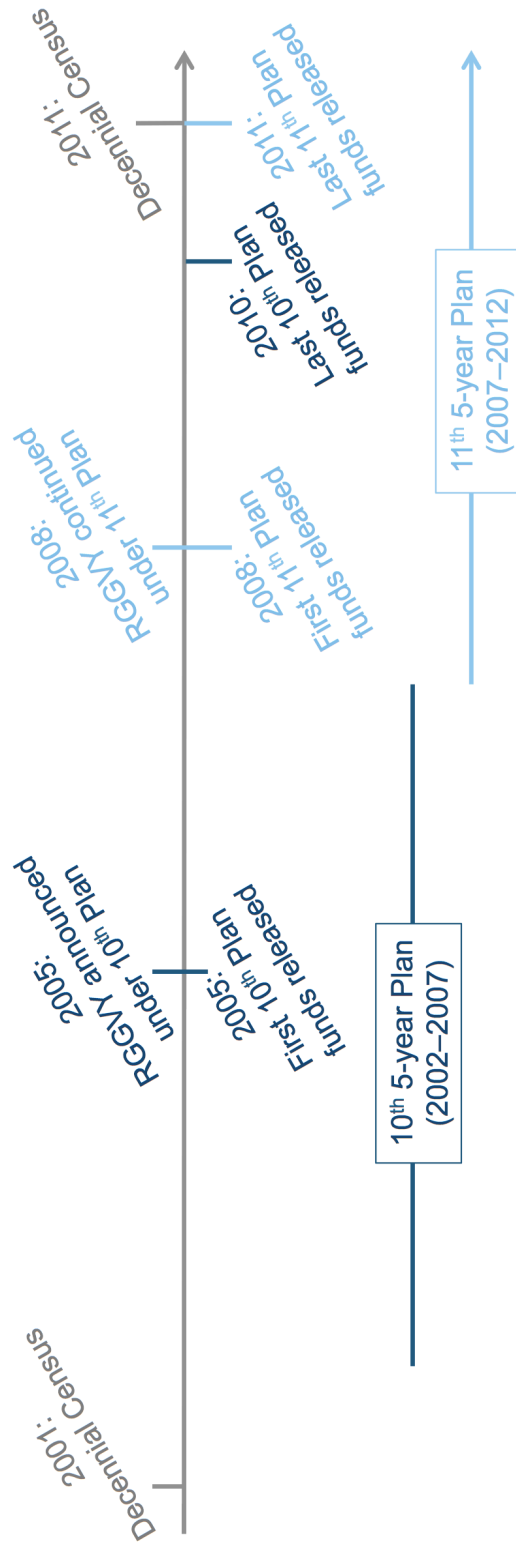 2001:
Decennial Census
2005:
RGGVY announced
under 10th Plan
2008:
RGGVY continued
under 11th Plan
2011:
Decennial Census
2005:
First 10th Plan
funds released
2008:
First 11th Plan
funds released
2010:
Last 10th Plan
funds released
2011:
Last 11th Plan
funds released
10th 5-year Plan
(2002–2007)
11th 5-year Plan
(2007–2012)